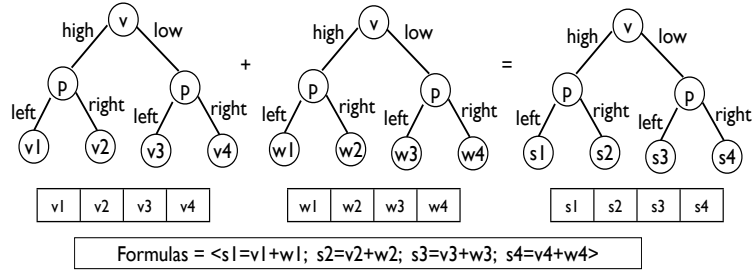 v v v
high low high low high low
+ =
p p p p p p
left right left right left right left right left right left right
v1 v2 v3 v4 w1 w2 w3 w4 s1 s2 s3 s4
v1 v2 v3 v4 w1 w2 w3 w4 s1 s2 s3 s4
Formulas = <s1=v1+w1; s2=v2+w2; s3=v3+w3; s4=v4+w4>